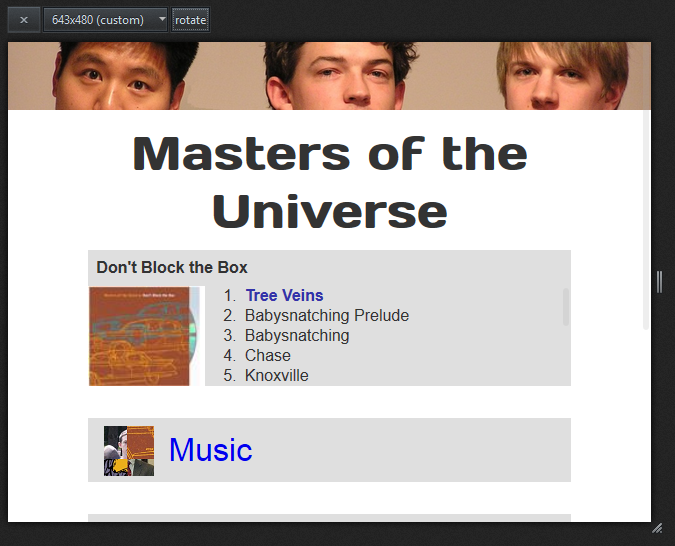 643x480 (custom)
rotate
Masters of the
Universe
Don't Block the Box
1. Tree Veins
2. Babysnatching Prelude
3. Babysnatching
4. Chase
5. Knoxville
Music